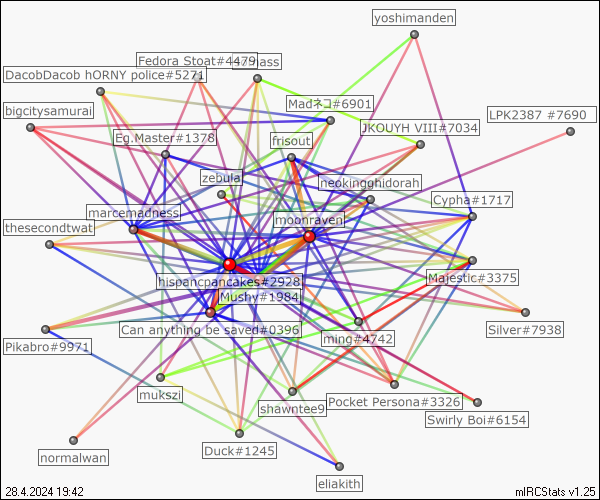 yoshimanden
Fedora Stoat#4479
mass
DacobDacob hORNY police#5271
bigcitysamurai
Madネコ#6901
LPK2387 #7690
JKOUYH VIII#7034
Eg.Master#1378
frisout
zebula
neokingghidorah
Cypha#1717
marcemadness
moonraven
thesecondtwat
hispancpancakes#2928
Majestic#3375
Mushy#1984
Can anything be saved#0396
Silver#7938
ming#4742
Pikabro#9971
mukszi
shawntee9
Pocket Persona#3326
Swirly Boi#6154
Duck#1245
normalwan
eliakith
28.4.2024 19:42
mIRCStats v1.25